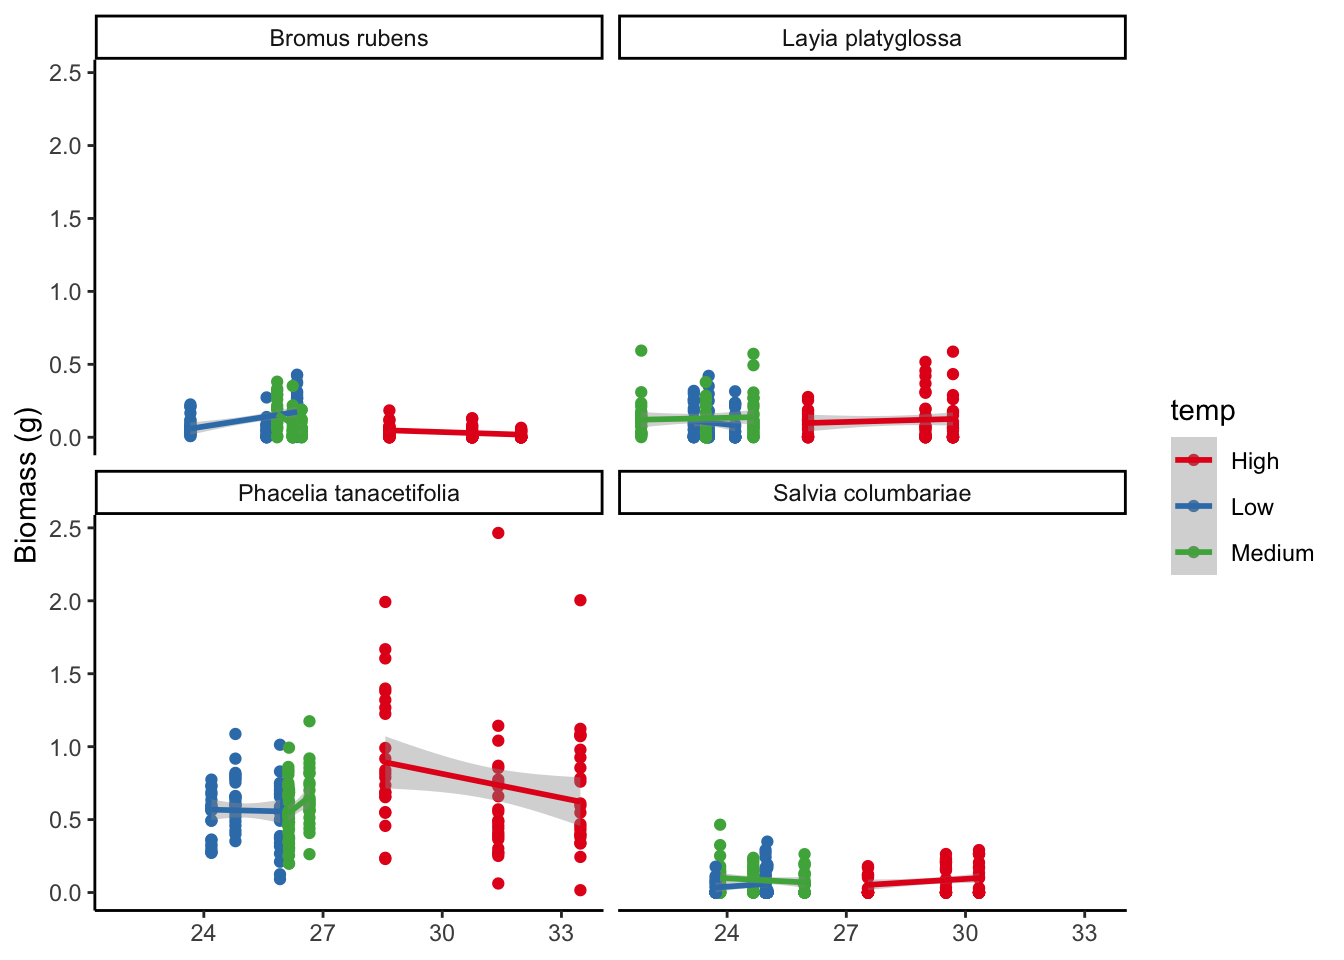 Bromus rubens
Layia platyglossa
2.5
2.0
1.5
1.0
0.5
0.0
Phacelia tanacetifolia
Salvia columbariae
2.5
2.0
1.5
1.0
0.5
0.0
24
27
30
33
24
27
30
33
Biomass (g)
temp
High
Low
Medium